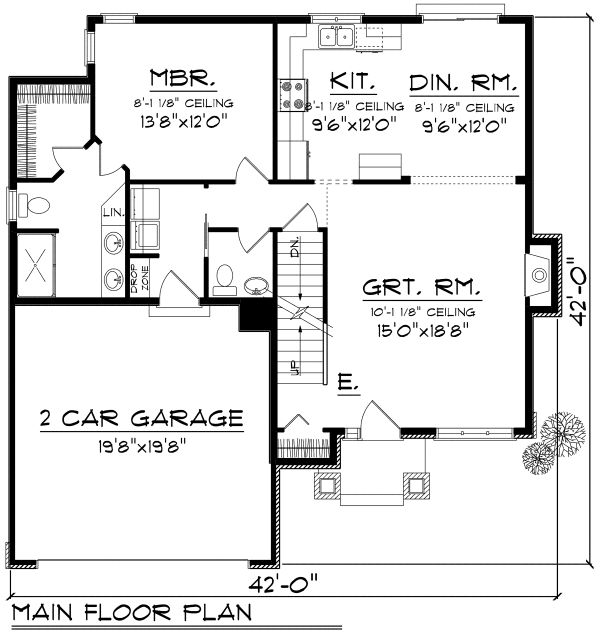 MBR.
8'-1 1/8" CEILING
13'8"x12'0"
KIT.
8'-1 1/8" CEILING
9'6"x12'0"
DIN. RM.
8'-1 1/8" CEILING
9'6"x12'0"
LIN.
DROP
ZONE
DN.
UP
GRT. RM.
10'-1 1/8" CEILING
15'0"x18'8"
E.
2 CAR GARAGE
19'8"x19'8"
42'-0"
42'-0"
MAIN FLOOR PLAN